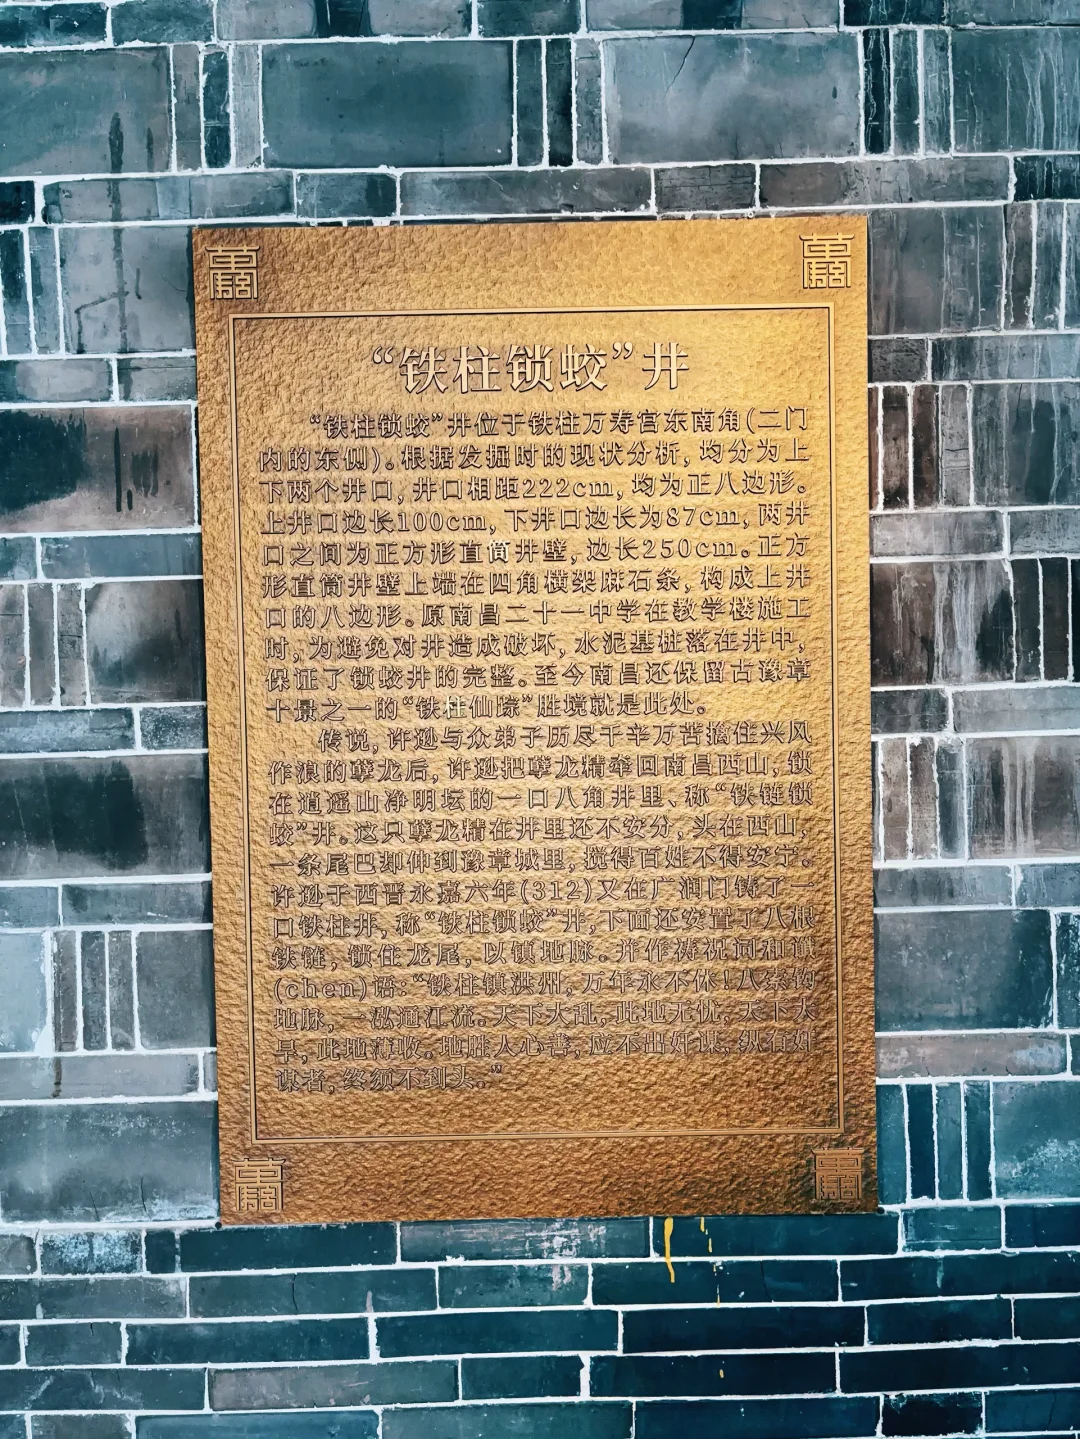 “铁柱锁蛟”井
“铁柱锁蛟”井位于铁柱万寿宫东南角(二门
内的东侧)。根据发掘时的现状分析,均分为上
下两个井口,井口相距222cm,均为正八边形。
上井口边长100cm,下井口边长为87cm,两井
口之间为正方形直筒井壁,边长250cm。正方
形直筒井壁上端在四角横架麻石条,构成上井
口的八边形。原南昌二十一中学在教学楼施工
时,为避免对井造成破坏,水泥基桩落在井中,
保证了锁蛟井的完整。至今南昌还保留古豫章
十景之一的“铁柱仙踪”胜境就是此处。
传说,许逊与众弟子历尽千辛万苦擒住兴风
作浪的孽龙后,许逊把孽龙精牵回南昌西山,锁
在逍遥山净明坛的一口八角井里、称“铁链锁
蛟”井。这只孽龙精在井里还不安分,头在西山,
一条尾巴却伸到豫章城里,搅得百姓不得安宁。
许逊于西晋永嘉六年(312)又在广润门铸了一
口铁柱井,称“铁柱锁蛟”井,下面还安置了八根
铁链,锁住龙尾,以镇地脉。并作祷祝词和谶
(chen)语:“铁柱镇洪州,万年永不休!八索钩
地脉,一泓通江流。天下大乱,此地无忧,天下大
旱,此地薄收。地胜人心善,应不出奸谋,纵有奸
谋者,终须不到头。”